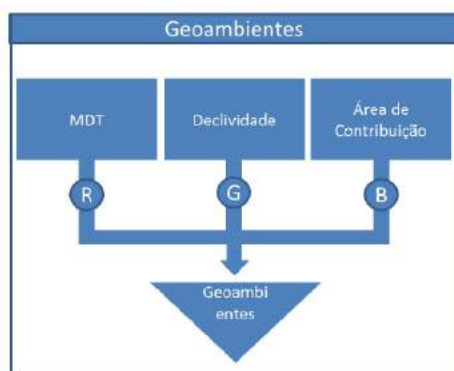 Geoambientes
MDT
Declividade
Área de
Contribuição
R
G
B
Geoambi
entes